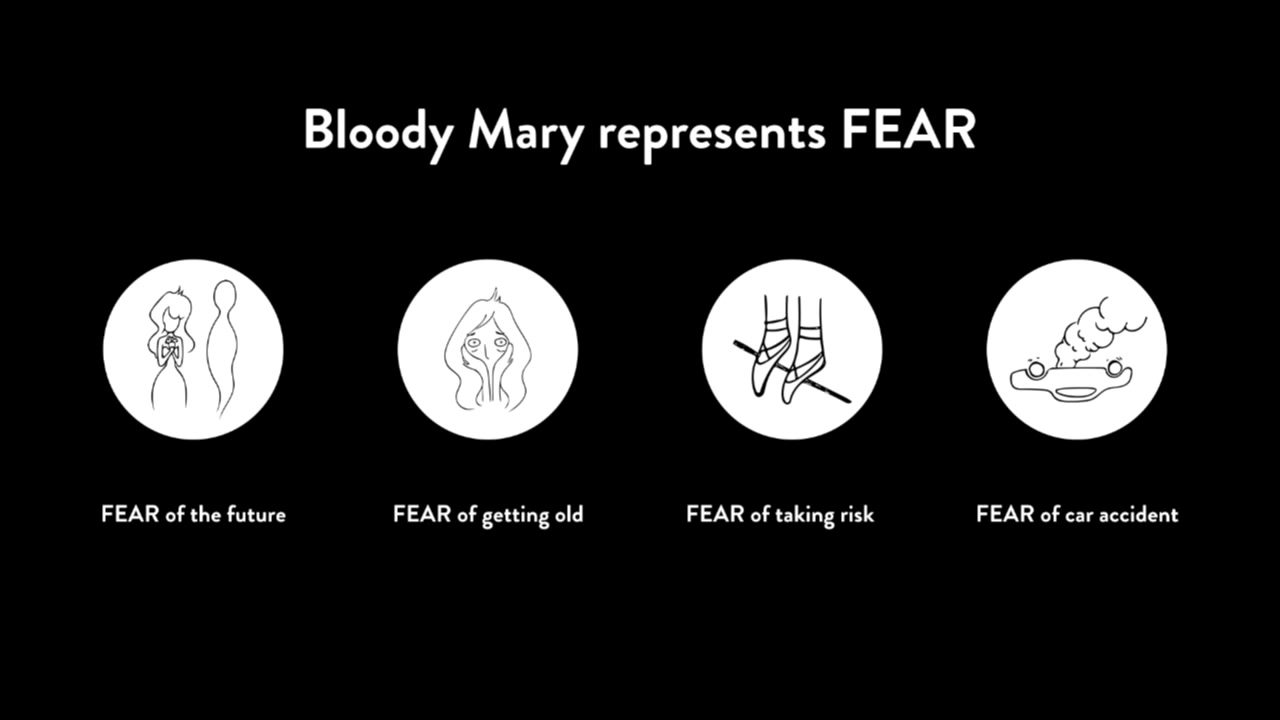 Bloody Mary represents FEAR
FEAR of the future
FEAR of getting old
FEAR of taking risk
FEAR of car accident